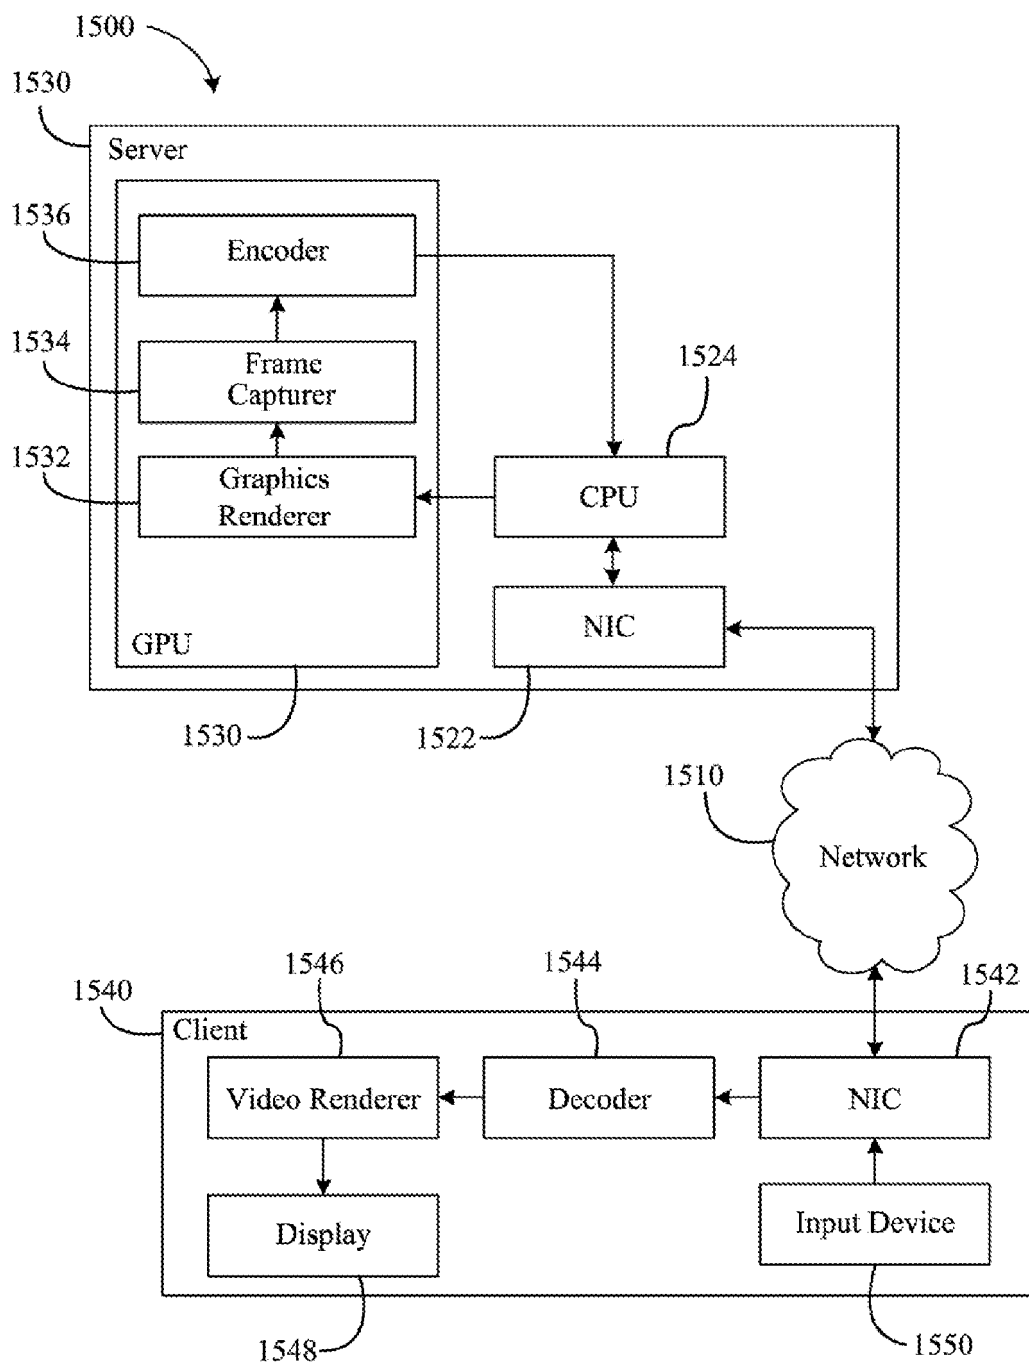 1500
1530
Server
1536
Encoder
1534
Frame
Capturer
1524
1532
Graphics
Renderer
CPU
NIC
GPU
1530
1522
1510
Network
1546
1544
1542
1540
Client
Video Renderer
Decoder
NIC
Display
Input Device
1548
1550